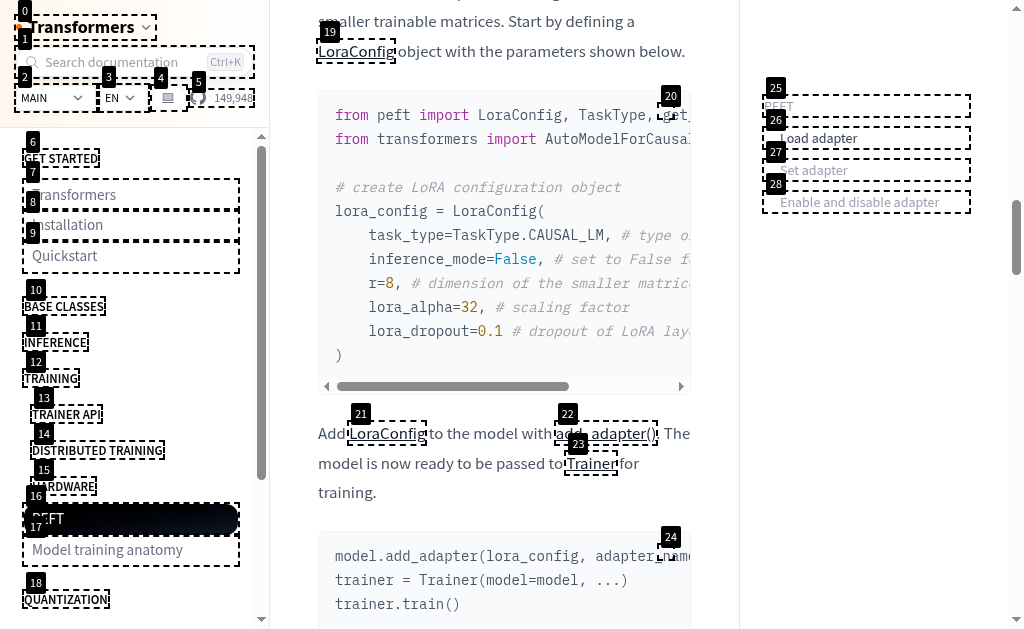 0
Transformers
1
Search documentation Ctrl+K
2 3 4 5
MAIN EN 149,948
6
GET STARTED
7
Transformers
8
Installation
9
Quickstart
10
BASE CLASSES
11
INFERENCE
12
TRAINING
13
TRAINER API
14
DISTRIBUTED TRAINING
15
HARDWARE
16
PEFT
17
Model training anatomy
18
QUANTIZATION
smaller trainable matrices. Start by defining a
19
LoraConfig object with the parameters shown below.
20
from peft import LoraConfig, TaskType, get_
from transformers import AutoModelForCausal
# create LoRA configuration object
lora_config = LoraConfig(
task_type=TaskType.CAUSAL_LM, # type o
inference_mode=False, # set to False f
r=8, # dimension of the smaller matric
lora_alpha=32, # scaling factor
lora_dropout=0.1 # dropout of LoRA lay
)
21 22
Add LoraConfig to the model with add_adapter(). The
23
model is now ready to be passed to Trainer for
training.
24
model.add_adapter(lora_config, adapter_name
trainer = Trainer(model=model, ...)
trainer.train()
25
PEFT
26
Load adapter
27
Set adapter
28
Enable and disable adapter